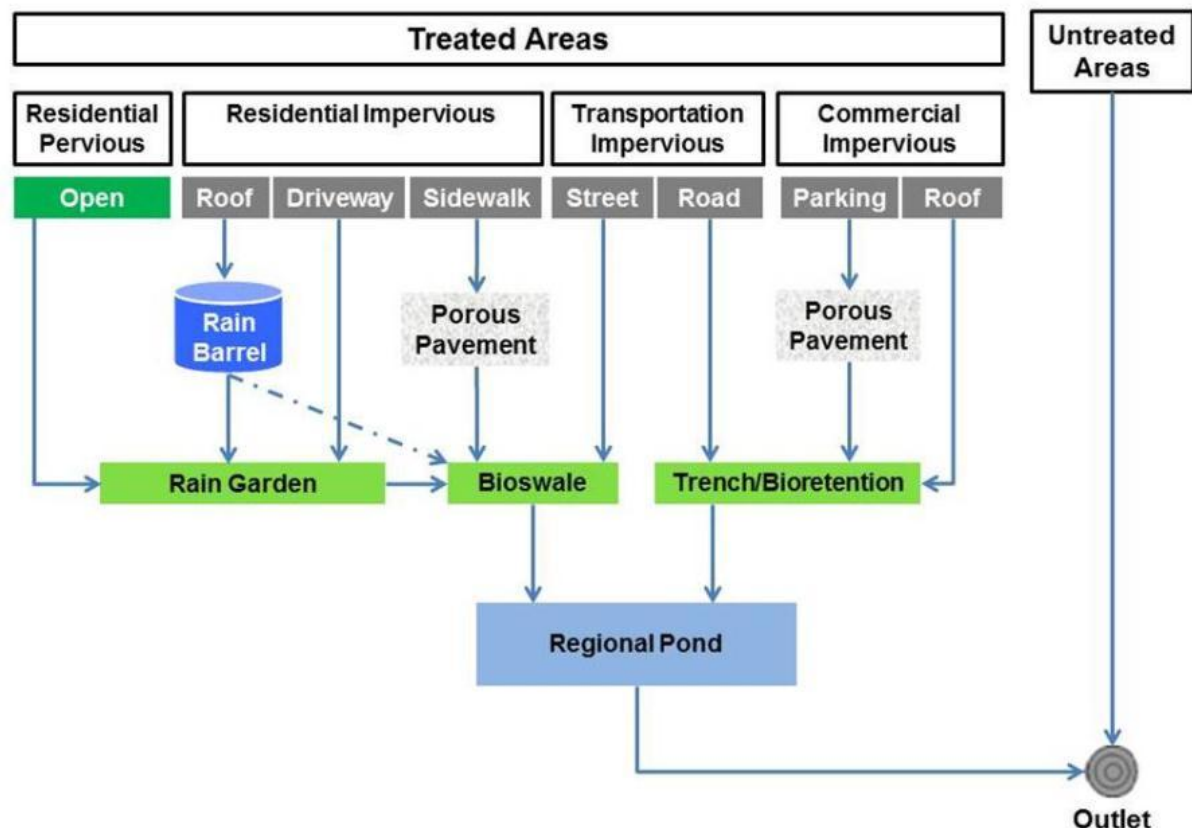 Treated Areas
Untreated
Areas
Residential
Pervious
Residential Impervious
Transportation
Impervious
Commercial
Impervious
Open
Roof
Driveway
Sidewalk
Street
Road
Parking
Roof
Rain
Barrel
Porous
Pavement
Porous
Pavement
Rain Garden
Bioswale
Trench/Bioretention
Regional Pond
Outlet